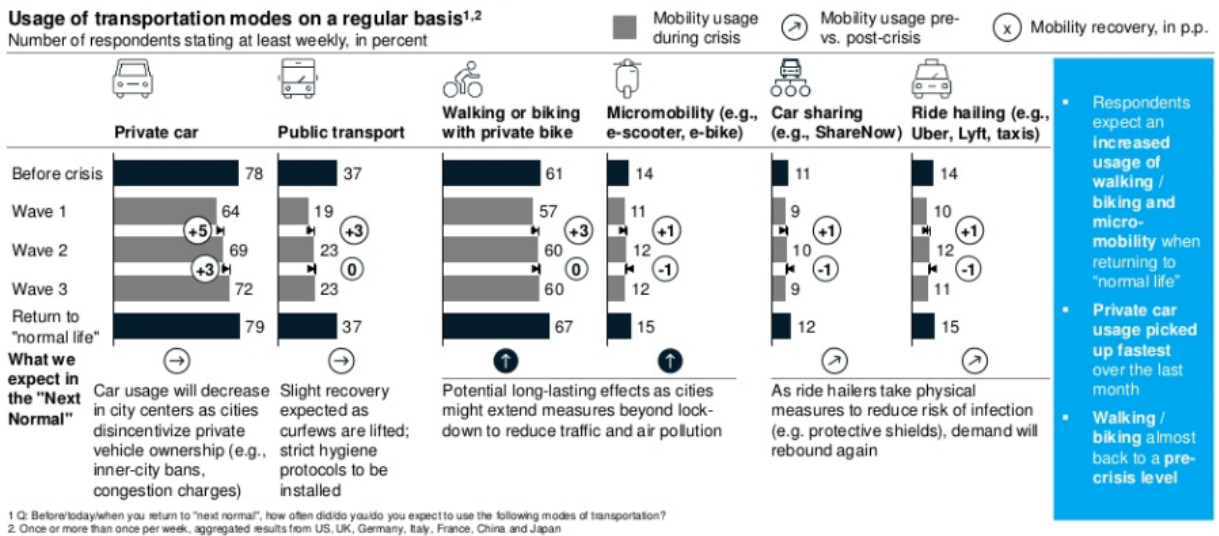 Usage of transportation modes on a regular basis1,2
Number of respondents stating at least weekly, in percent
Mobility usage during crisis
Mobility usage pre- vs. post-crisis
x Mobility recovery, in p.p.
Private car
Public transport
Walking or biking
with private bike
Micromobility (e.g.,
e-scooter, e-bike)
Car sharing
(e.g., ShareNow)
Ride hailing (e.g.,
Uber, Lyft, taxis)
Before crisis 78 37 61 14 11 14
Wave 1 64 19 57 11 9 10
+5 +3 +3 +1 +1 +1
Wave 2 69 23 60 12 10 12
+3 0 0 -1 -1 -1
Wave 3 72 23 60 12 9 11
Return to
"normal life" 79 37 67 15 12 15
What we
expect in
the "Next
Normal"
Car usage will decrease
in city centers as cities
disincentivize private
vehicle ownership (e.g.,
inner-city bans,
congestion charges)
Slight recovery
expected as
curfews are lifted;
strict hygiene
protocols to be
installed
Potential long-lasting effects as cities
might extend measures beyond lock-
down to reduce traffic and air pollution
As ride hailers take physical
measures to reduce risk of infection
(e.g. protective shields), demand will
rebound again
Respondents
expect an
increased
usage of
walking /
biking and
micro-
mobility when
returning to
"normal life"
Private car
usage picked
up fastest
over the last
month
Walking /
biking almost
back to a pre-
crisis level
1 Q: Before/today/when you return to "next normal", how often did/do you/do you expect to use the following modes of transportation?
2. Once or more than once per week, aggregated results from US, UK, Germany, Italy, France, China and Japan